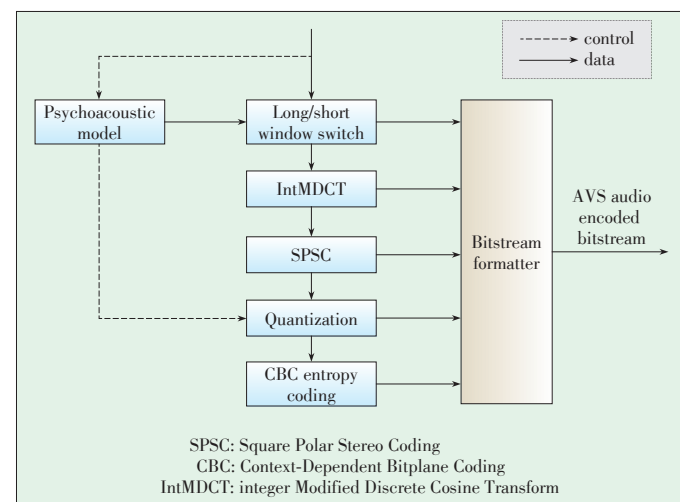 control
data
Psychoacoustic
model
Long/short
window switch
IntMDCT
SPSC
Quantization
CBC entropy
coding
Bitstream
formatter
AVS audio
encoded
bitstream
SPSC: Square Polar Stereo Coding
CBC: Context-Dependent Bitplane Coding
IntMDCT: integer Modified Discrete Cosine Transform